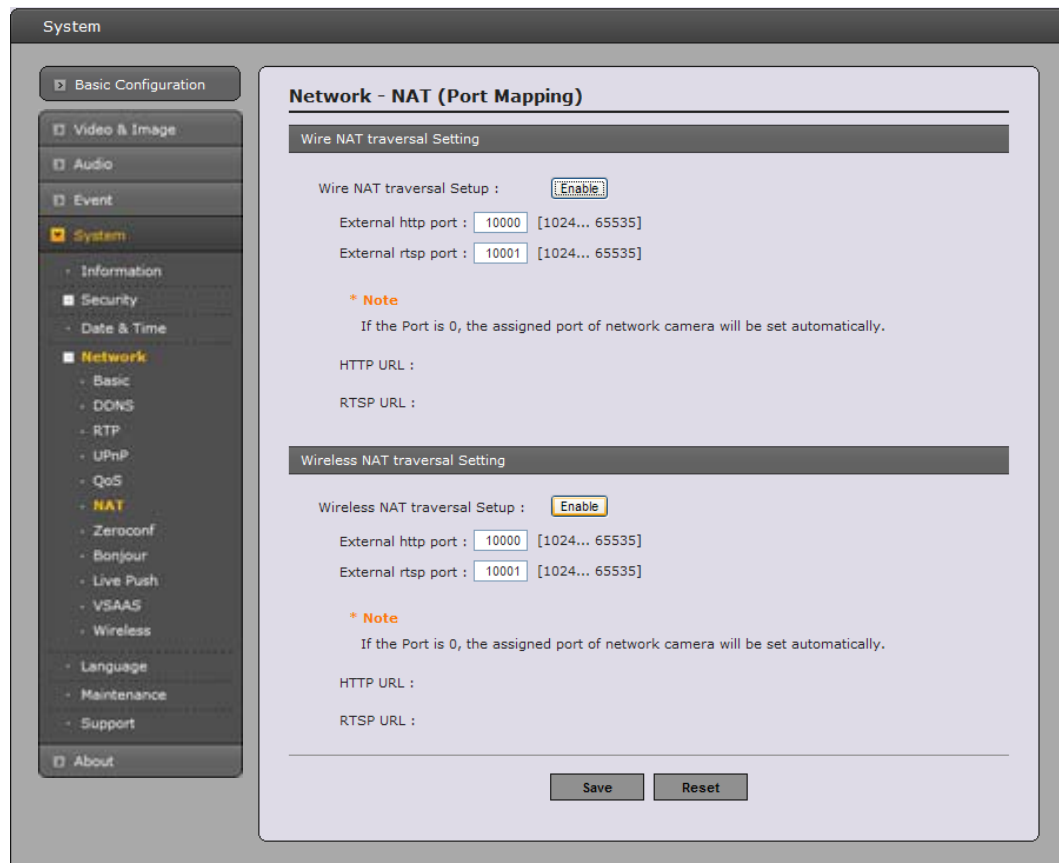 System
Basic Configuration
Video & Image
Audio
Event
System
Information
Security
Date & Time
Network
Basic
DDNS
RTP
UPnP
QoS
NAT
Zeroconf
Bonjour
Live Push
VSAAS
Wireless
Language
Maintenance
Support
About
Network - NAT (Port Mapping)
Wire NAT traversal Setting
Wire NAT traversal Setup : Enable
External http port : 10000 [1024... 65535]
External rtsp port : 10001 [1024... 65535]
* Note
If the Port is 0, the assigned port of network camera will be set automatically.
HTTP URL :
RTSP URL :
Wireless NAT traversal Setting
Wireless NAT traversal Setup : Enable
External http port : 10000 [1024... 65535]
External rtsp port : 10001 [1024... 65535]
* Note
If the Port is 0, the assigned port of network camera will be set automatically.
HTTP URL :
RTSP URL :
Save Reset